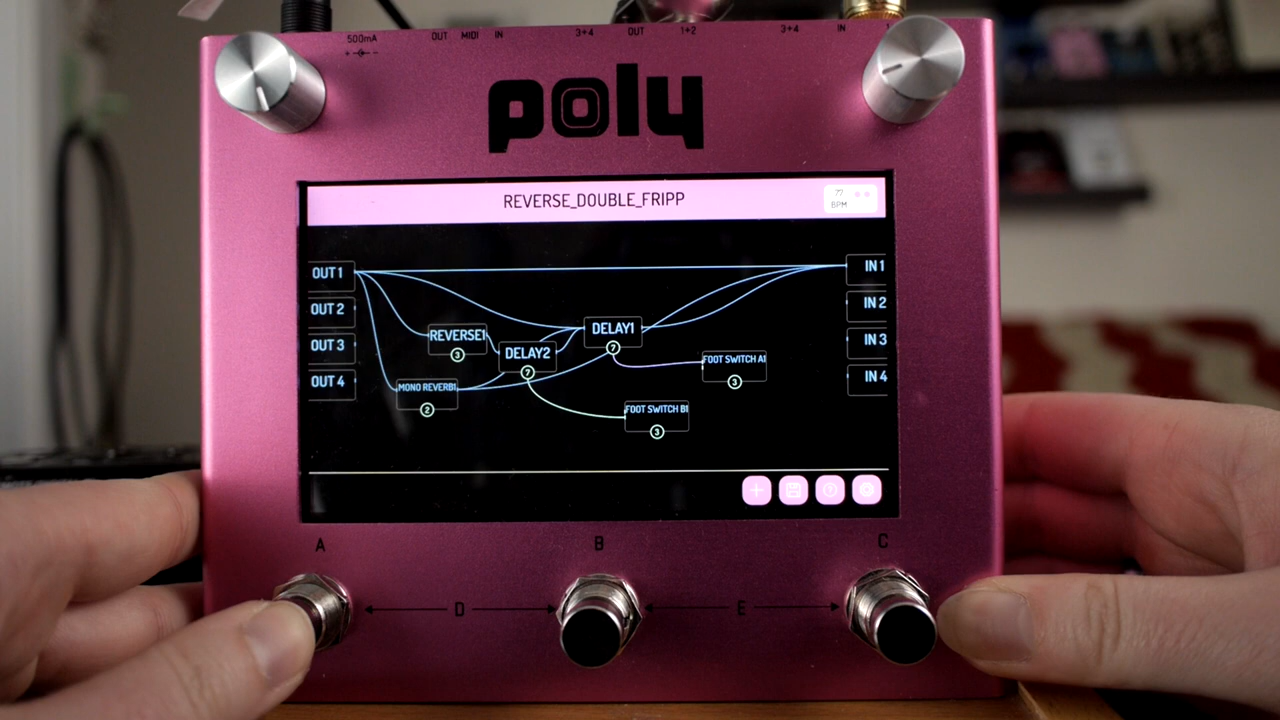 500mA
OUT MIDI IN
3+4 OUT 1+2
3+4 IN
poly
REVERSE_DOUBLE_FRIPP
77
BPM
OUT 1
OUT 2
OUT 3
OUT 4
REVERSE1
3
MONO REVERB1
2
DELAY2
7
DELAY1
7
FOOT SWITCH A1
3
FOOT SWITCH B1
3
IN 1
IN 2
IN 3
IN 4
A
B
C
D
E